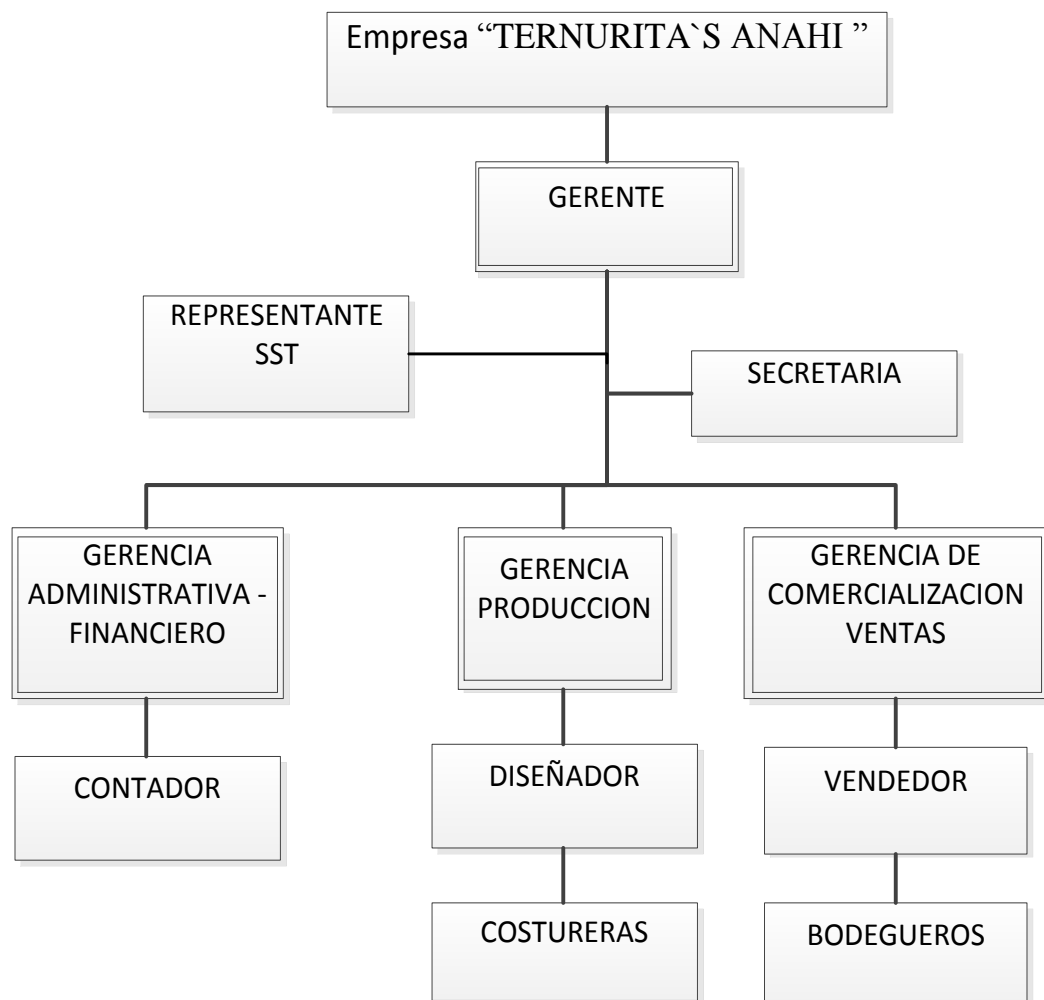 Empresa “TERNURITA`S ANAHI ”
GERENTE
REPRESENTANTE
SST
SECRETARIA
GERENCIA
ADMINISTRATIVA -
FINANCIERO
GERENCIA
PRODUCCION
GERENCIA DE
COMERCIALIZACION
VENTAS
CONTADOR
DISEÑADOR
VENDEDOR
COSTURERAS
BODEGUEROS